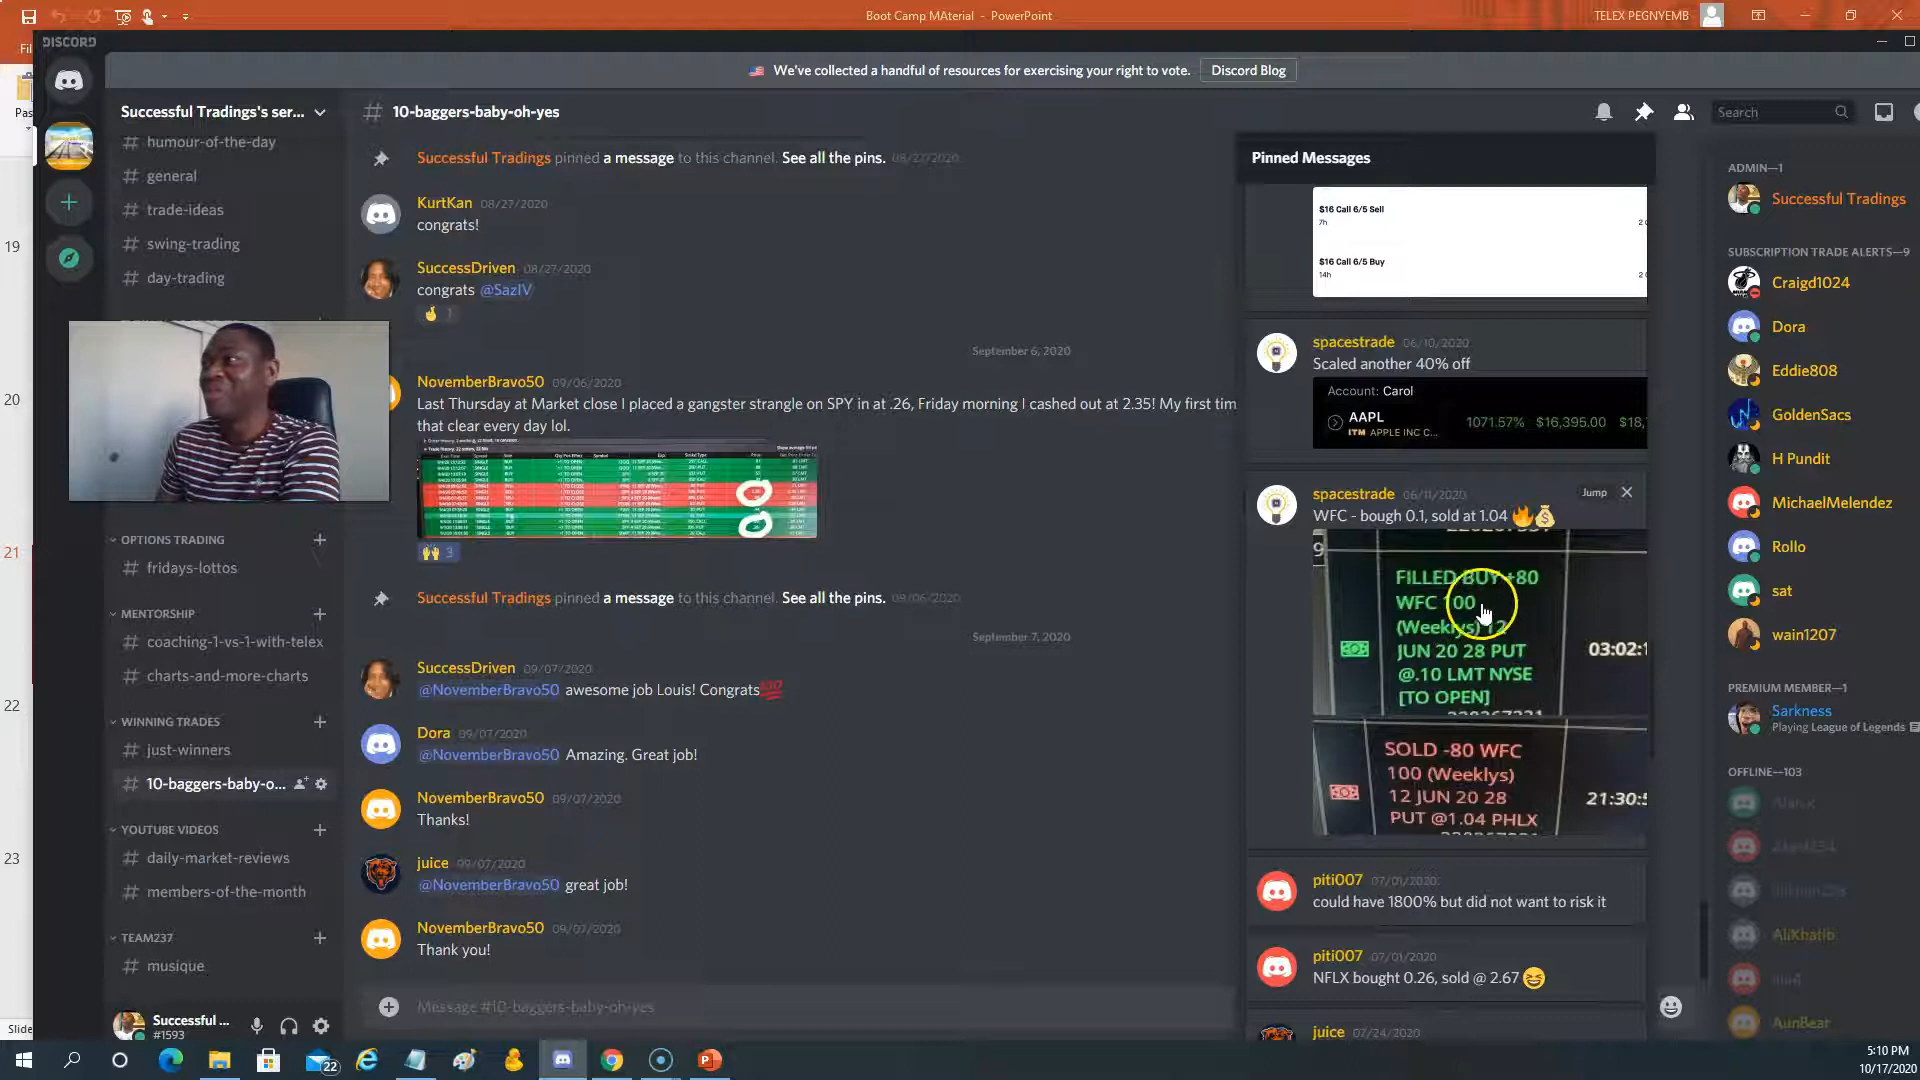 Boot Camp MAterial - PowerPoint
TELEX PEGNYEMB
DISCORD
We've collected a handful of resources for exercising your right to vote.
Discord Blog
Successful Tradings's ser...
humour-of-the-day
general
trade-ideas
swing-trading
day-trading
OPTIONS TRADING
fridays-lottos
MENTORSHIP
coaching-1-vs-1-with-telex
charts-and-more-charts
WINNING TRADES
just-winners
10-baggers-baby-o...
YOUTUBE VIDEOS
daily-market-reviews
members-of-the-month
TEAM237
musique
Successful ...
#1593
19
20
21
22
23
Slide
10-baggers-baby-oh-yes
Search
Successful Tradings pinned a message to this channel. See all the pins. 08/27/2020
KurtKan 08/27/2020
congrats!
SuccessDriven 08/27/2020
congrats @SazIV
1
September 6, 2020
NovemberBravo50 09/06/2020
Last Thursday at Market close I placed a gangster strangle on SPY in at .26, Friday morning I cashed out at 2.35! My first tim
that clear every day lol.
3
Successful Tradings pinned a message to this channel. See all the pins. 09/06/2020
September 7, 2020
SuccessDriven 09/07/2020
@NovemberBravo50 awesome job Louis! Congrats💯
Dora 09/07/2020
@NovemberBravo50 Amazing. Great job!
NovemberBravo50 09/07/2020
Thanks!
juice 09/07/2020
@NovemberBravo50 great job!
NovemberBravo50 09/07/2020
Thank you!
Message #10-baggers-baby-oh-yes
Pinned Messages
$16 Call 6/5 Sell
7h
$16 Call 6/5 Buy
14h
spacestrade 06/10/2020
Scaled another 40% off
Account: Carol
AAPL 1071.57% $16,395.00 $18,
ITM APPLE INC C...
spacestrade 06/11/2020
Jump
WFC - bought 0.1, sold at 1.04 🔥💰
FILLED BUY +80
WFC 100
(Weeklys) 12
JUN 20 28 PUT
@.10 LMT NYSE
[TO OPEN]
03:02:1
SOLD -80 WFC
100 (Weeklys)
12 JUN 20 28
PUT @1.04 PHLX
21:30:5
piti007 07/01/2020
could have 1800% but did not want to risk it
piti007 07/01/2020
NFLX bought 0.26, sold @ 2.67 😆
juice 07/24/2020
ADMIN—1
Successful Tradings
SUBSCRIPTION TRADE ALERTS—9
Craigd1024
Dora
Eddie808
GoldenSacs
H Pundit
MichaelMelendez
Rollo
sat
wain1207
PREMIUM MEMBER—1
Sarkness
Playing League of Legends
OFFLINE—103
AliKhatib
AunBear
22
5:10 PM
10/17/2020